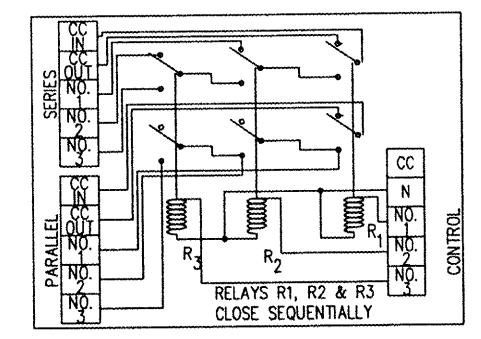 SERIES
CC
IN
CC
OUT
NO.
1
NO.
2
NO.
3
PARALLEL
CC
IN
CC
OUT
NO.
1
NO.
2
NO.
3
R3
R2
R1
CC
N
NO.
1
NO.
2
NO.
3
CONTROL
RELAYS R1, R2 & R3
CLOSE SEQUENTIALLY